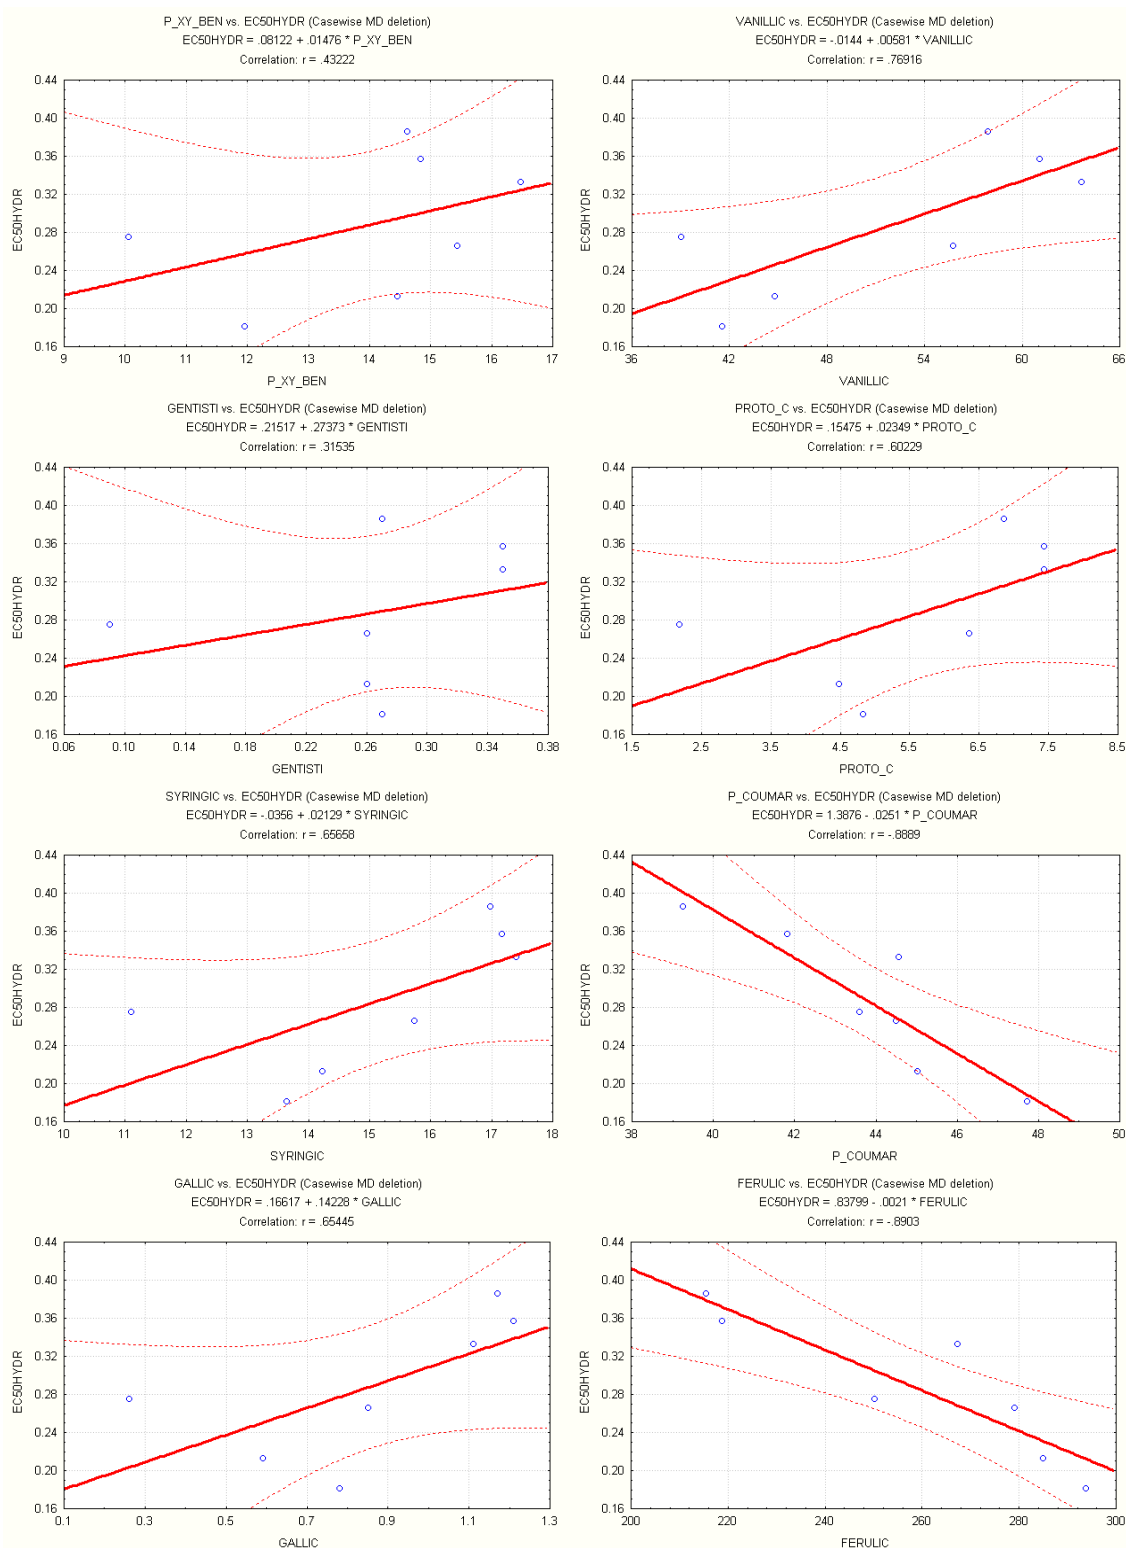 P_XY_BEN vs. EC50HYDR (Casewise MD deletion)
EC50HYDR = .08122 + .01476 * P_XY_BEN
Correlation: r = .43222
EC50HYDR
0.44
0.40
0.36
0.32
0.28
0.24
0.20
0.16
9 10 11 12 13 14 15 16 17
P_XY_BEN
VANILLIC vs. EC50HYDR (Casewise MD deletion)
EC50HYDR = -.0144 + .00581 * VANILLIC
Correlation: r = .76916
EC50HYDR
0.44
0.40
0.36
0.32
0.28
0.24
0.20
0.16
36 42 48 54 60 66
VANILLIC
GENTISTI vs. EC50HYDR (Casewise MD deletion)
EC50HYDR = .21517 + .27373 * GENTISTI
Correlation: r = .31535
EC50HYDR
0.44
0.40
0.36
0.32
0.28
0.24
0.20
0.16
0.06 0.10 0.14 0.18 0.22 0.26 0.30 0.34 0.38
GENTISTI
PROTO_C vs. EC50HYDR (Casewise MD deletion)
EC50HYDR = .15475 + .02349 * PROTO_C
Correlation: r = .60229
EC50HYDR
0.44
0.40
0.36
0.32
0.28
0.24
0.20
0.16
1.5 2.5 3.5 4.5 5.5 6.5 7.5 8.5
PROTO_C
SYRINGIC vs. EC50HYDR (Casewise MD deletion)
EC50HYDR = -.0356 + .02129 * SYRINGIC
Correlation: r = .65658
EC50HYDR
0.44
0.40
0.36
0.32
0.28
0.24
0.20
0.16
10 11 12 13 14 15 16 17 18
SYRINGIC
P_COUMAR vs. EC50HYDR (Casewise MD deletion)
EC50HYDR = 1.3876 - .0251 * P_COUMAR
Correlation: r = -.8889
EC50HYDR
0.44
0.40
0.36
0.32
0.28
0.24
0.20
0.16
38 40 42 44 46 48 50
P_COUMAR
GALLIC vs. EC50HYDR (Casewise MD deletion)
EC50HYDR = .16617 + .14228 * GALLIC
Correlation: r = .65445
EC50HYDR
0.44
0.40
0.36
0.32
0.28
0.24
0.20
0.16
0.1 0.3 0.5 0.7 0.9 1.1 1.3
GALLIC
FERULIC vs. EC50HYDR (Casewise MD deletion)
EC50HYDR = .83799 - .0021 * FERULIC
Correlation: r = -.8903
EC50HYDR
0.44
0.40
0.36
0.32
0.28
0.24
0.20
0.16
200 220 240 260 280 300
FERULIC